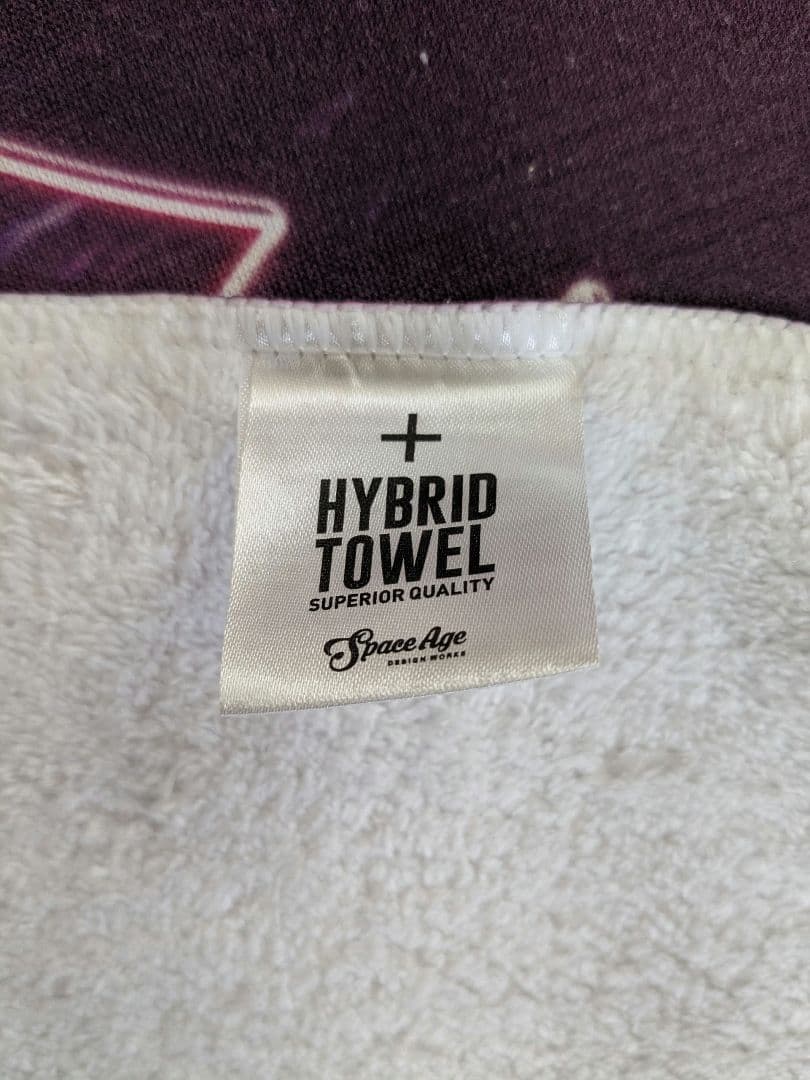 +
HYBRID
TOWEL
SUPERIOR QUALITY
Space Age
DESIGN WORKS